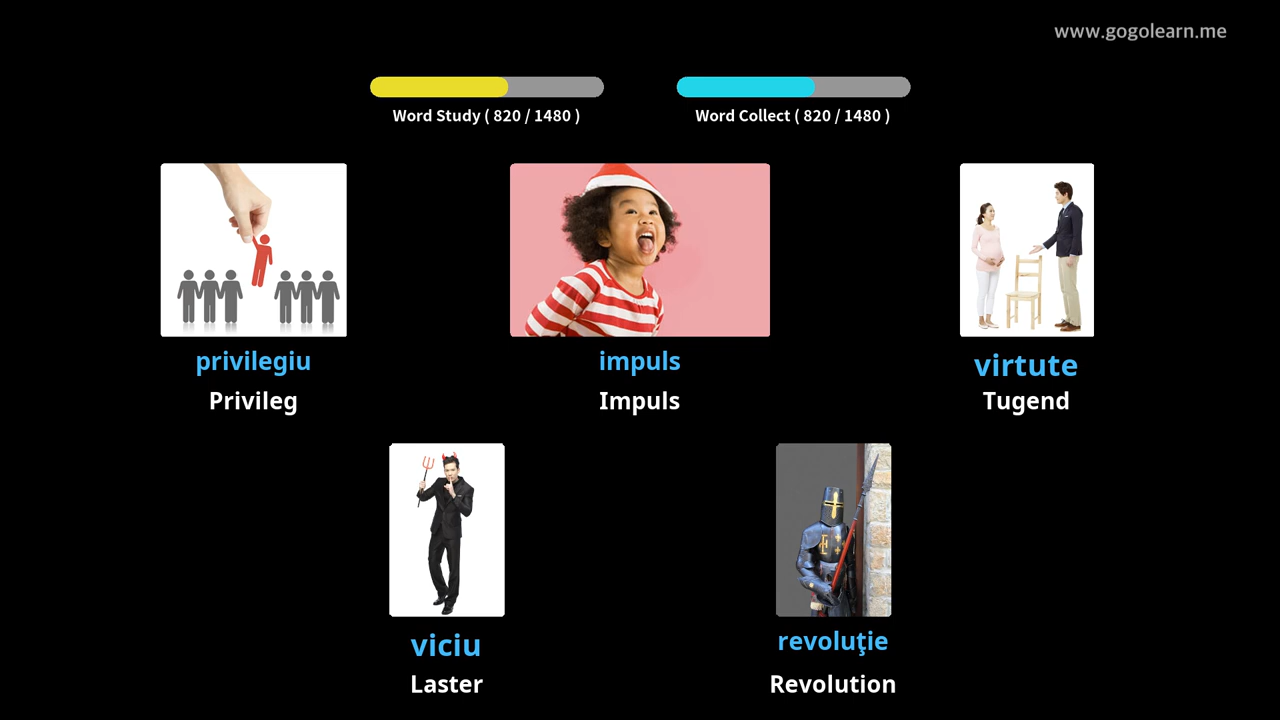 www.gogolearn.me
Word Study ( 820 / 1480 )
Word Collect ( 820 / 1480 )
privilegiu
Privileg
impuls
Impuls
virtute
Tugend
viciu
Laster
revoluţie
Revolution